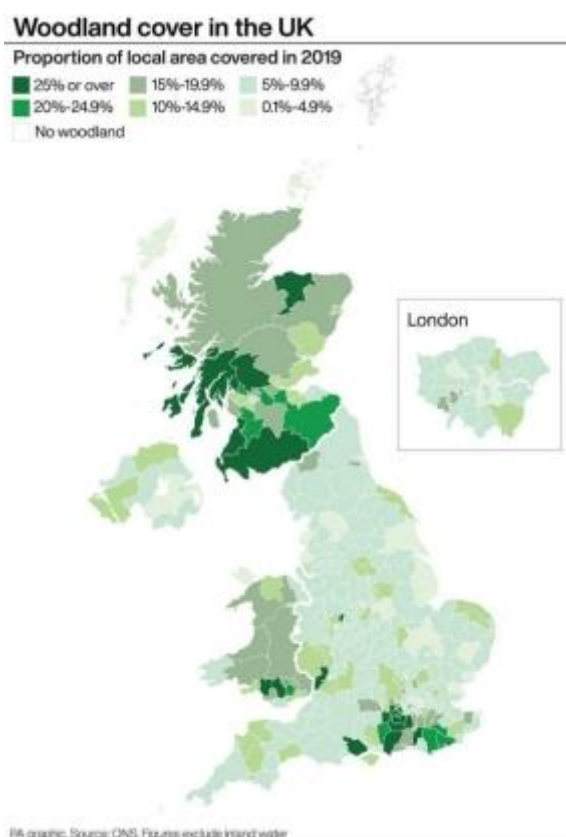 Woodland cover in the UK
Proportion of local area covered in 2019
25% or over 15%-19.9% 5%-9.9%
20%-24.9% 10%-14.9% 0.1%-4.9%
No woodland
London
PA graphic. Source: ONS. Figures exclude inland water